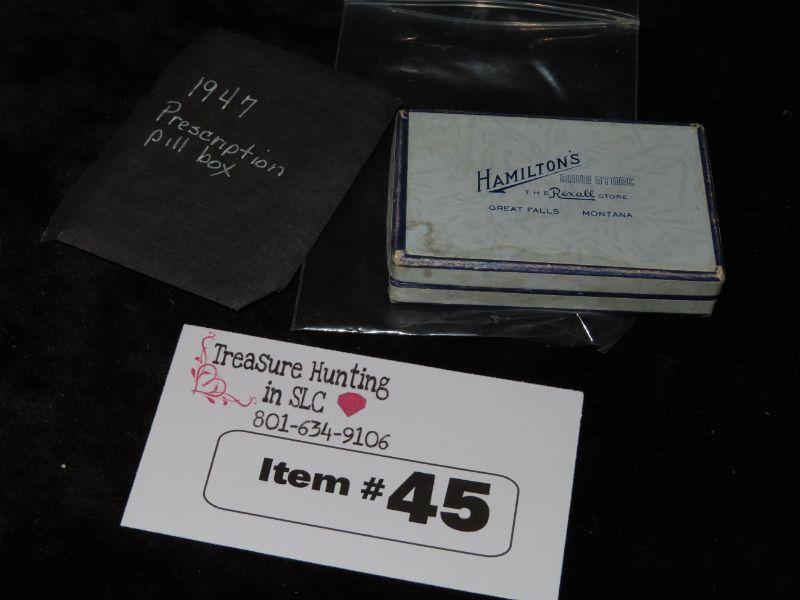 1947
Prescription
pill box
HAMILTON'S
DRUG STORE
THE Rexall STORE
GREAT FALLS MONTANA
Treasure Hunting
in SLC
801-634-9106
Item #45